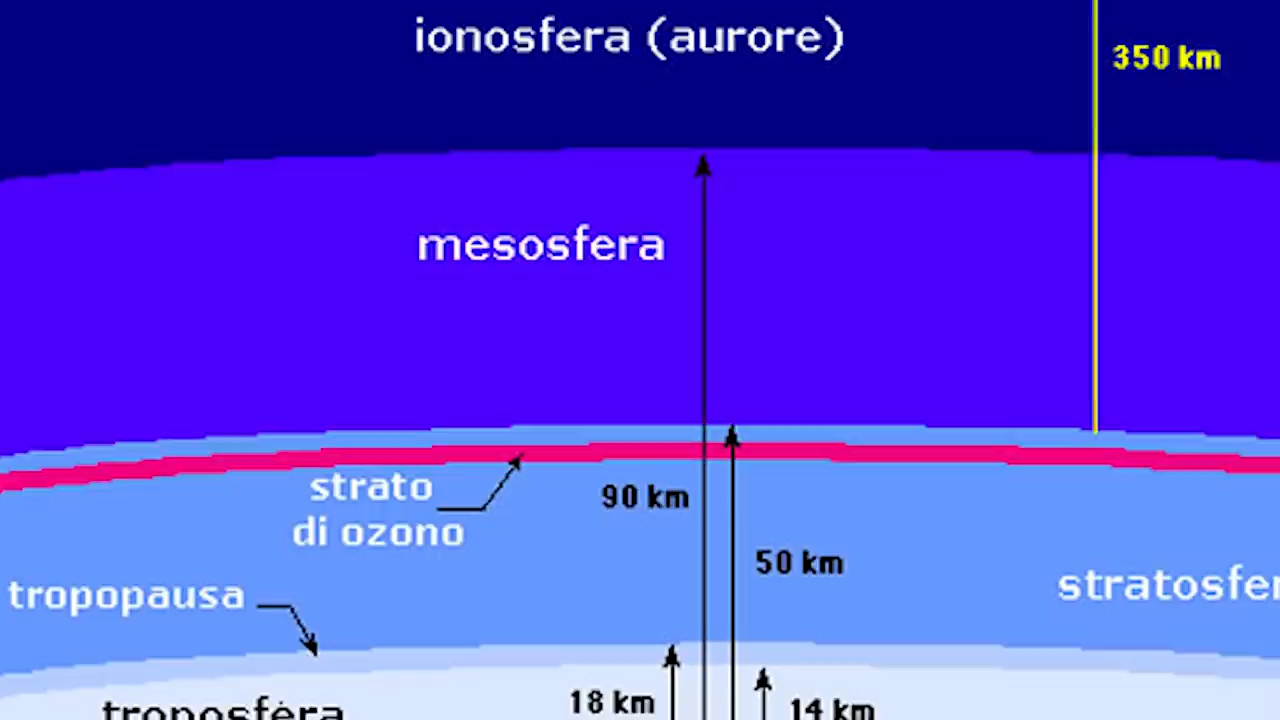 ionosfera (aurore)
350 km
mesosfera
strato
di ozono
90 km
50 km
tropopausa
stratosfer
18 km
14 km
troposfera